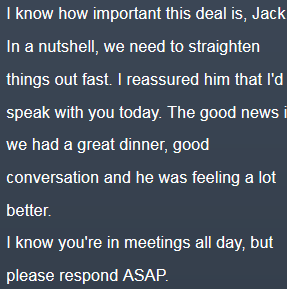 I know how important this deal is, Jack
In a nutshell, we need to straighten
things out fast. I reassured him that I'd
speak with you today. The good news i
we had a great dinner, good
conversation and he was feeling a lot
better.
I know you're in meetings all day, but
please respond ASAP.